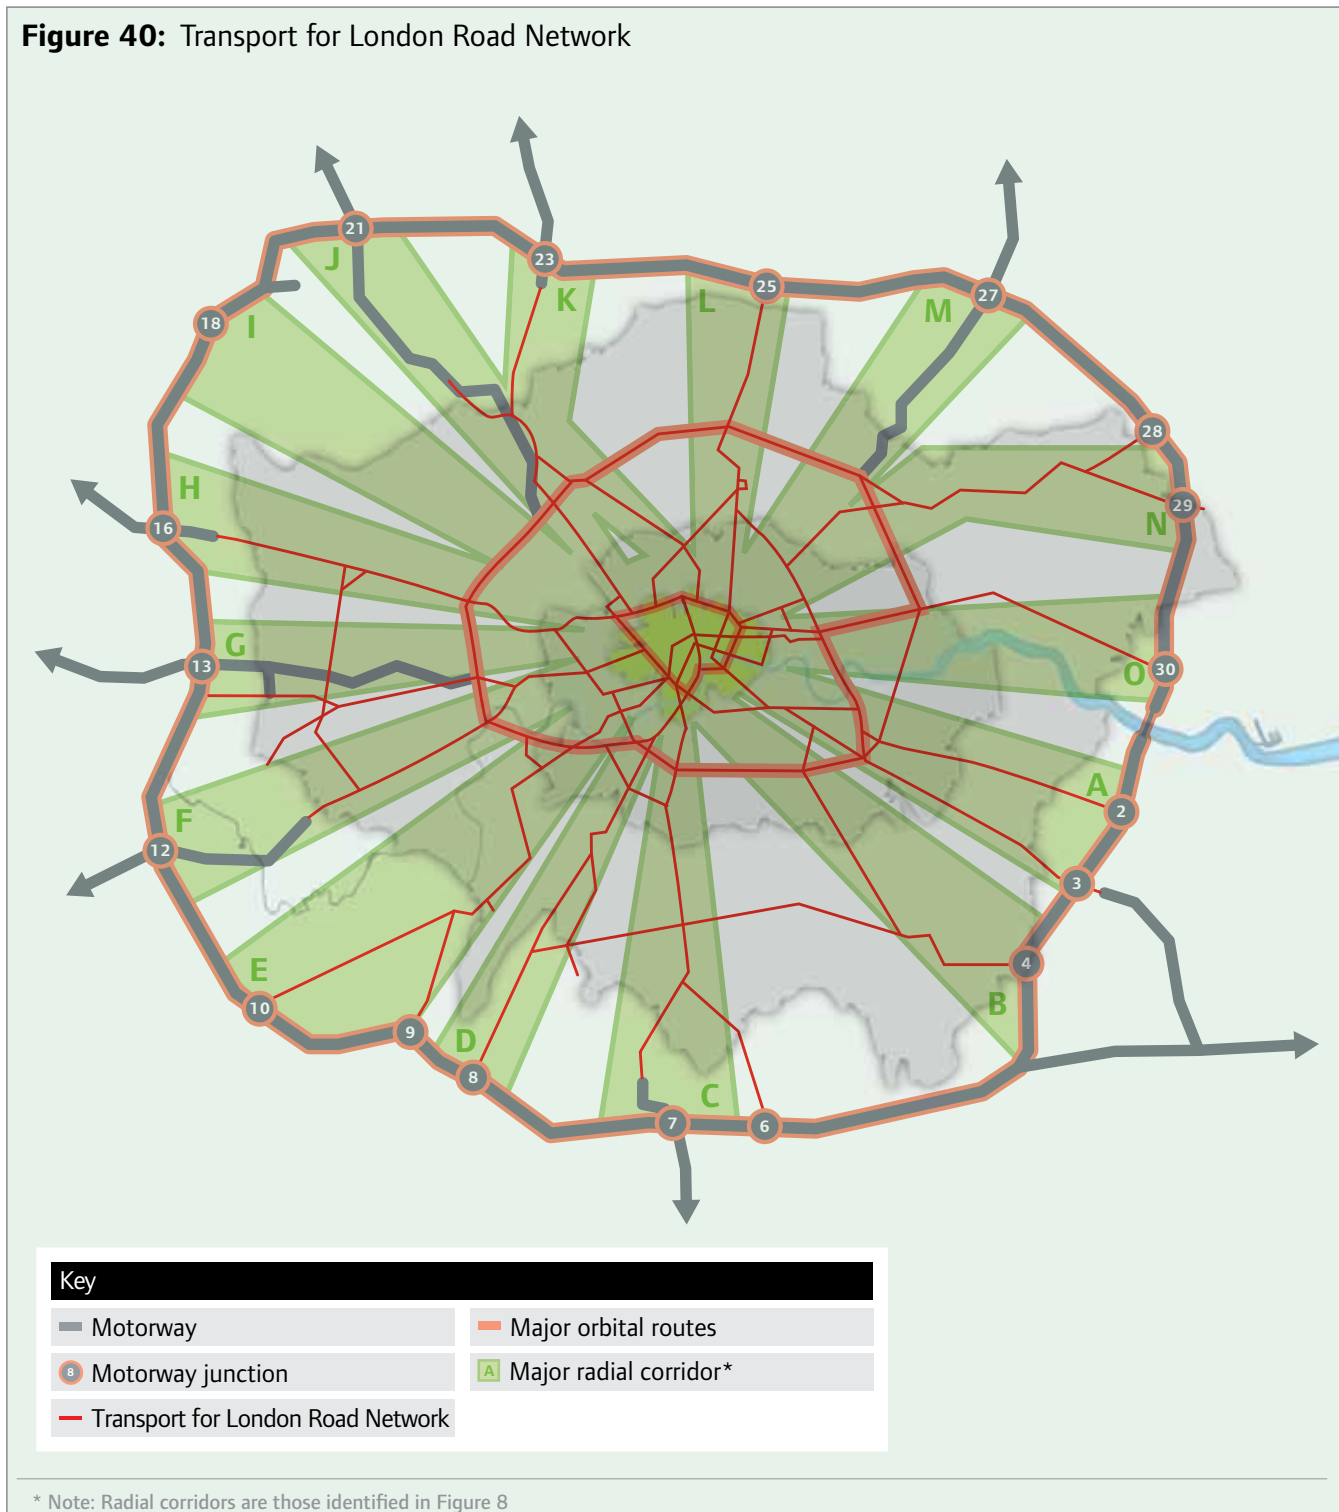 Figure 40: Transport for London Road Network
21
23
J
K
L
25
M
27
18
I
28
H
29
N
16
G
13
O
30
A
2
F
12
3
4
E
B
10
9
D
8
C
7
6
Key
Motorway
Major orbital routes
8
Motorway junction
A
Major radial corridor*
Transport for London Road Network
* Note: Radial corridors are those identified in Figure 8